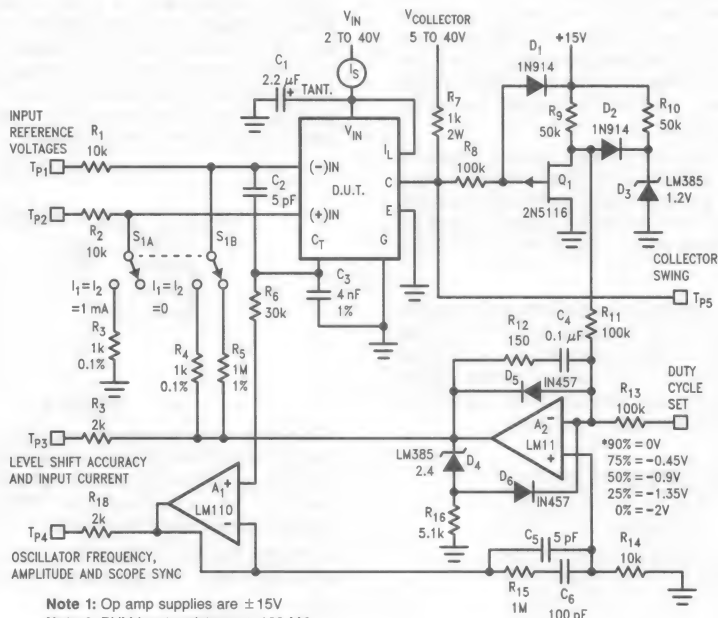 V_IN
2 TO 40V
V_COLLECTOR
5 TO 40V
+15V
C1
2.2 µF
+ TANT.
I_S
D1
1N914
R7
1k
2W
R9
50k
D2
1N914
R10
50k
INPUT
REFERENCE
VOLTAGES
R1
10k
T_P1
V_IN
I_L
(−)IN
D.U.T.
C
R8
100k
Q1
2N5116
D3
LM385
1.2V
C2
5 pF
(+)IN
E
T_P2
R2
10k
S1A
S1B
C_T
G
COLLECTOR
SWING
T_P5
I1=I2
=1 mA
I1=I2
=0
R6
30k
C3
4 nF
1%
R11
100k
R3
1k
0.1%
R4
1k
0.1%
R5
1M
1%
R12
150
C4
0.1 µF
D5
IN457
R13
100k
DUTY
CYCLE
SET
R3
2k
T_P3
A2 −
LM11
+
*90% = 0V
75% = −0.45V
50% = −0.9V
25% = −1.35V
0% = −2V
LEVEL SHIFT ACCURACY
AND INPUT CURRENT
LM385
2.4
D4
D6
IN457
R18
2k
T_P4
A1 +
LM110
−
R16
5.1k
OSCILLATOR FREQUENCY,
AMPLITUDE AND SCOPE SYNC
C5
5 pF
R14
10k
R15
1M
C6
100 pF
Note 1: Op amp supplies are ±15V